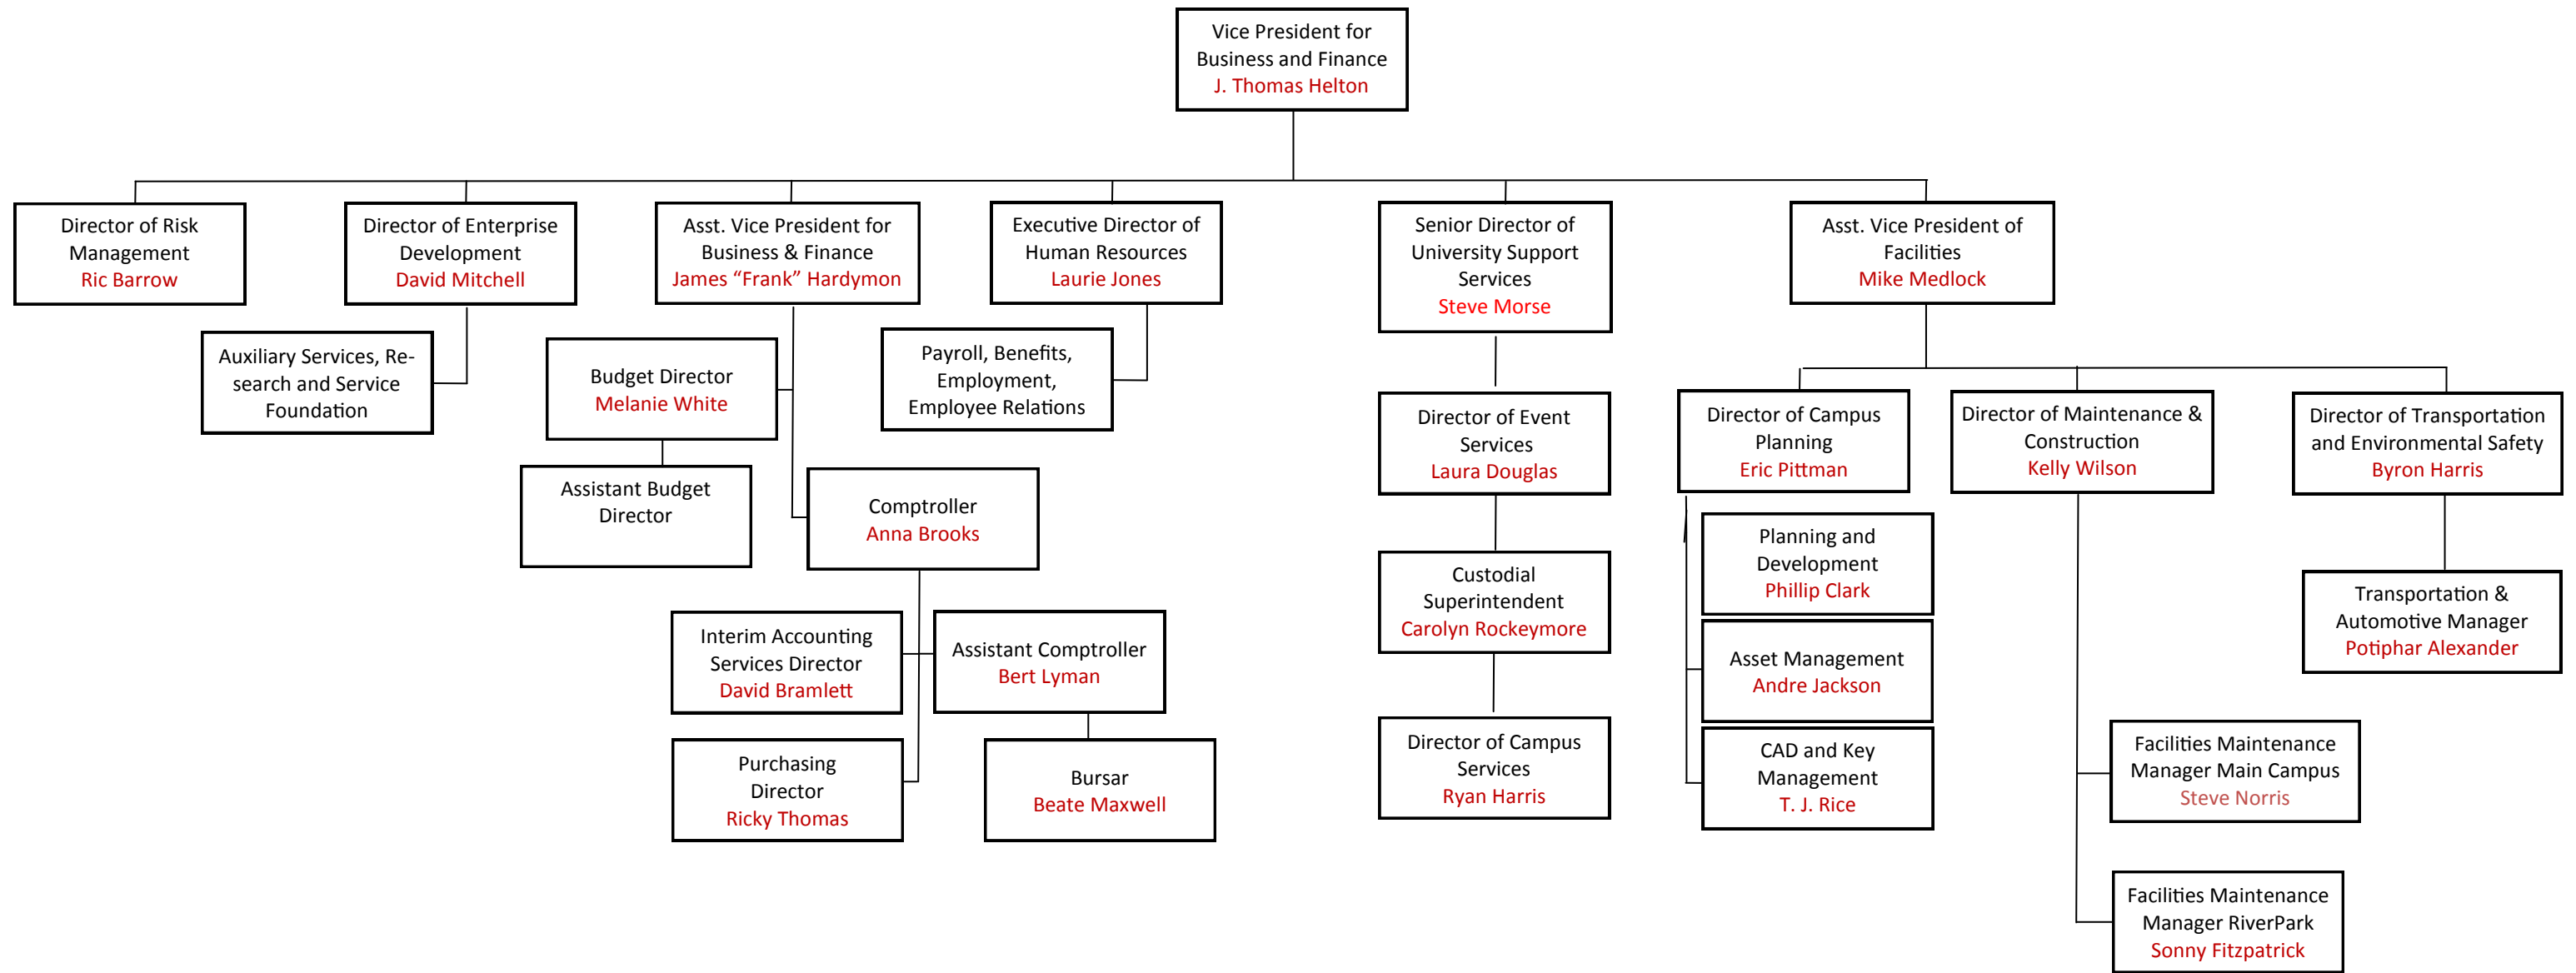 Vice President for
Business and Finance
J. Thomas Helton
Director of Risk
Management
Ric Barrow
Director of Enterprise
Development
David Mitchell
Asst. Vice President for
Business & Finance
James “Frank” Hardymon
Executive Director of
Human Resources
Laurie Jones
Senior Director of
University Support
Services
Steve Morse
Asst. Vice President of
Facilities
Mike Medlock
Auxiliary Services, Re-
search and Service
Foundation
Budget Director
Melanie White
Assistant Budget
Director
Payroll, Benefits,
Employment,
Employee Relations
Comptroller
Anna Brooks
Interim Accounting
Services Director
David Bramlett
Assistant Comptroller
Bert Lyman
Purchasing
Director
Ricky Thomas
Bursar
Beate Maxwell
Director of Event
Services
Laura Douglas
Custodial
Superintendent
Carolyn Rockeymore
Director of Campus
Services
Ryan Harris
Director of Campus
Planning
Eric Pittman
Planning and
Development
Phillip Clark
Asset Management
Andre Jackson
CAD and Key
Management
T. J. Rice
Director of Maintenance &
Construction
Kelly Wilson
Facilities Maintenance
Manager Main Campus
Steve Norris
Facilities Maintenance
Manager RiverPark
Sonny Fitzpatrick
Director of Transportation
and Environmental Safety
Byron Harris
Transportation &
Automotive Manager
Potiphar Alexander